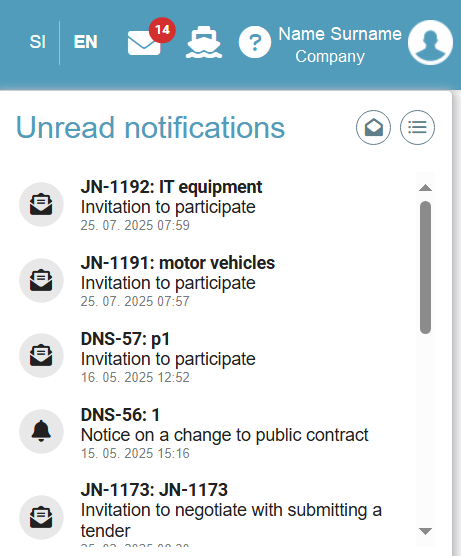 SI EN 14 ? Name Surname
Company
Unread notifications
JN-1192: IT equipment
Invitation to participate
25. 07. 2025 07:59
JN-1191: motor vehicles
Invitation to participate
25. 07. 2025 07:57
DNS-57: p1
Invitation to participate
16. 05. 2025 12:52
DNS-56: 1
Notice on a change to public contract
15. 05. 2025 15:16
JN-1173: JN-1173
Invitation to negotiate with submitting a
tender